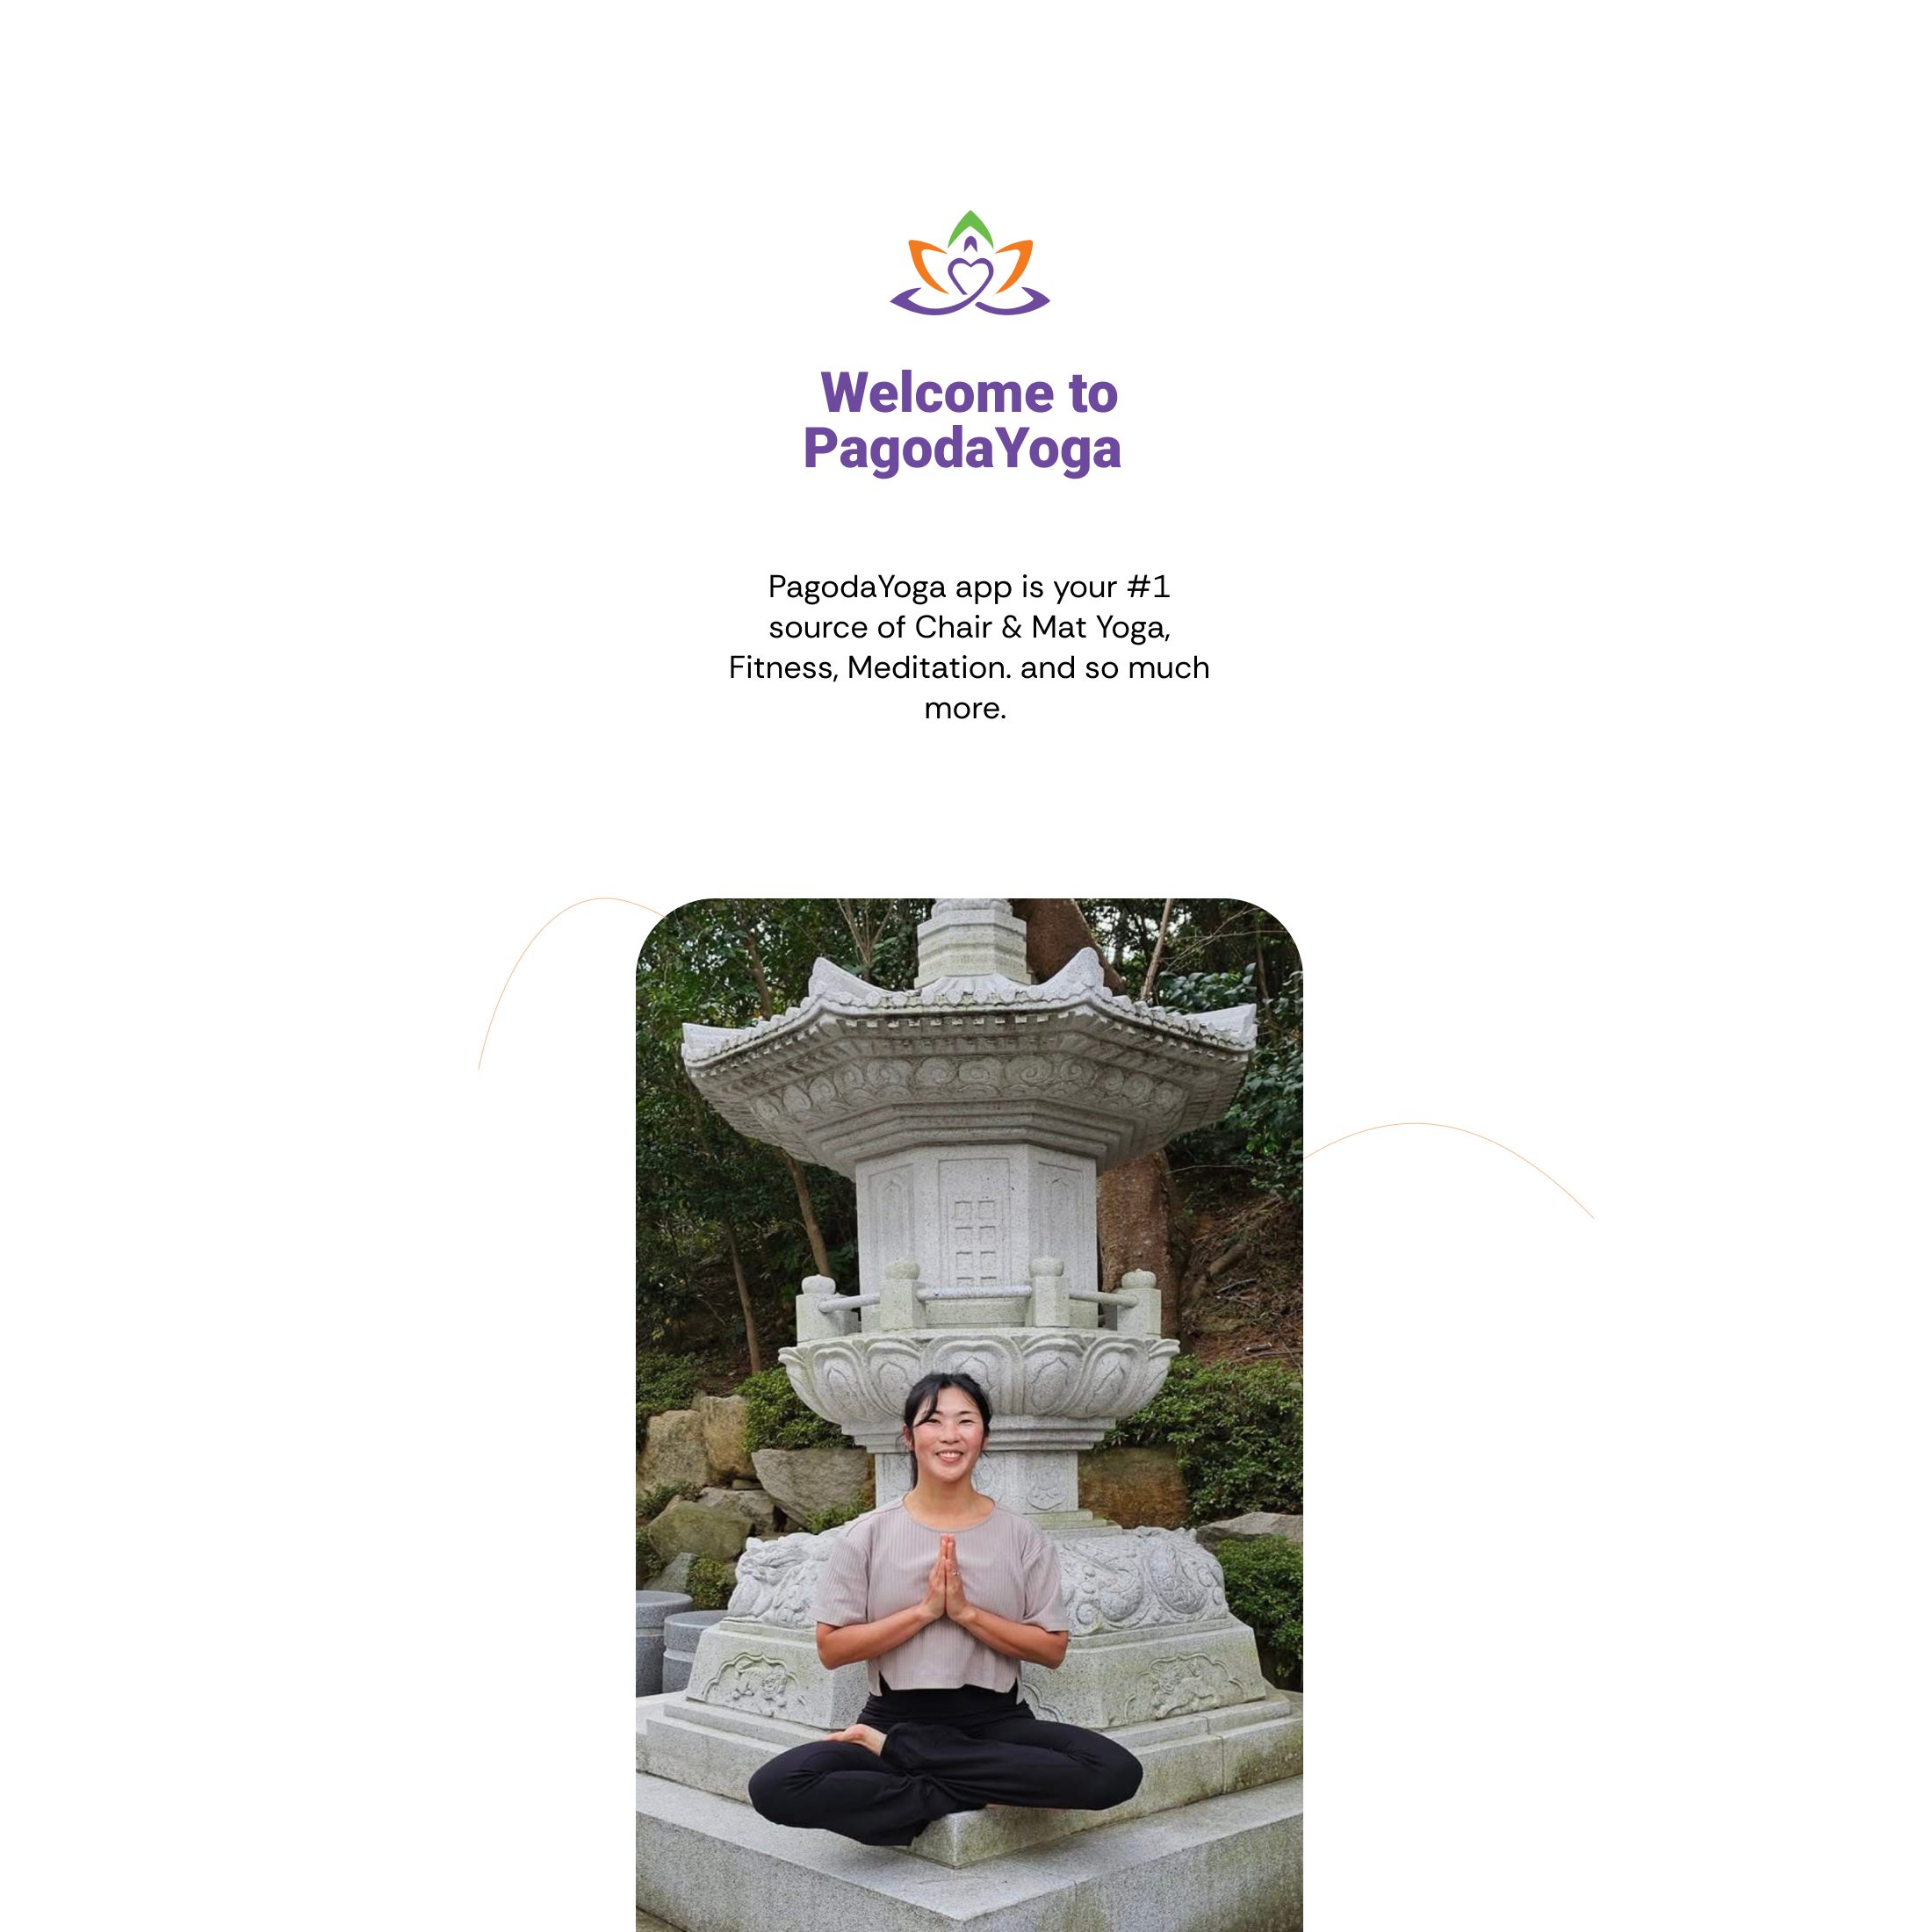 Welcome to
PagodaYoga
PagodaYoga app is your #1
source of Chair & Mat Yoga,
Fitness, Meditation. and so much
more.